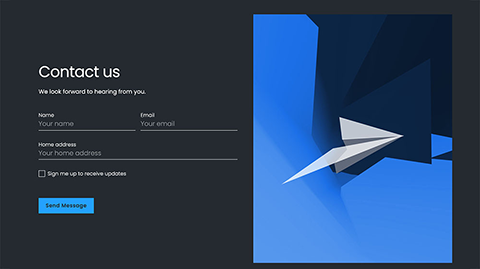 Contact us
We look forward to hearing from you.
Name
Email
Your name
Your email
Home address
Your home address
Sign me up to receive updates
Send Message